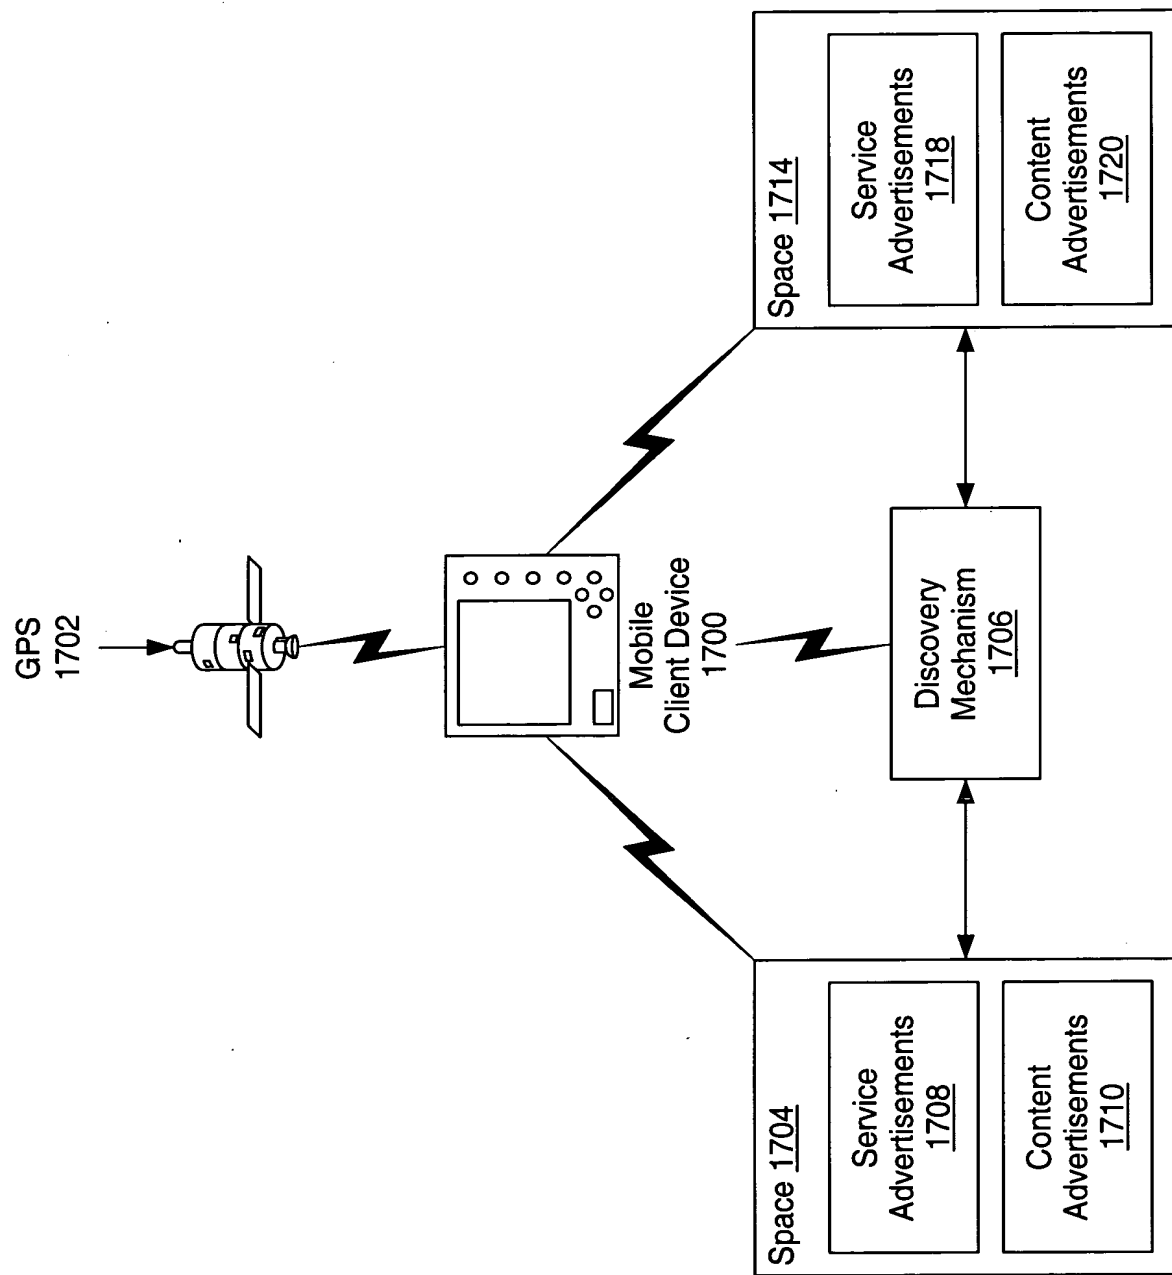 GPS
1702
Mobile
Client Device
1700
Discovery
Mechanism
1706
Space 1704
Service
Advertisements
1708
Content
Advertisements
1710
Space 1714
Service
Advertisements
1718
Content
Advertisements
1720